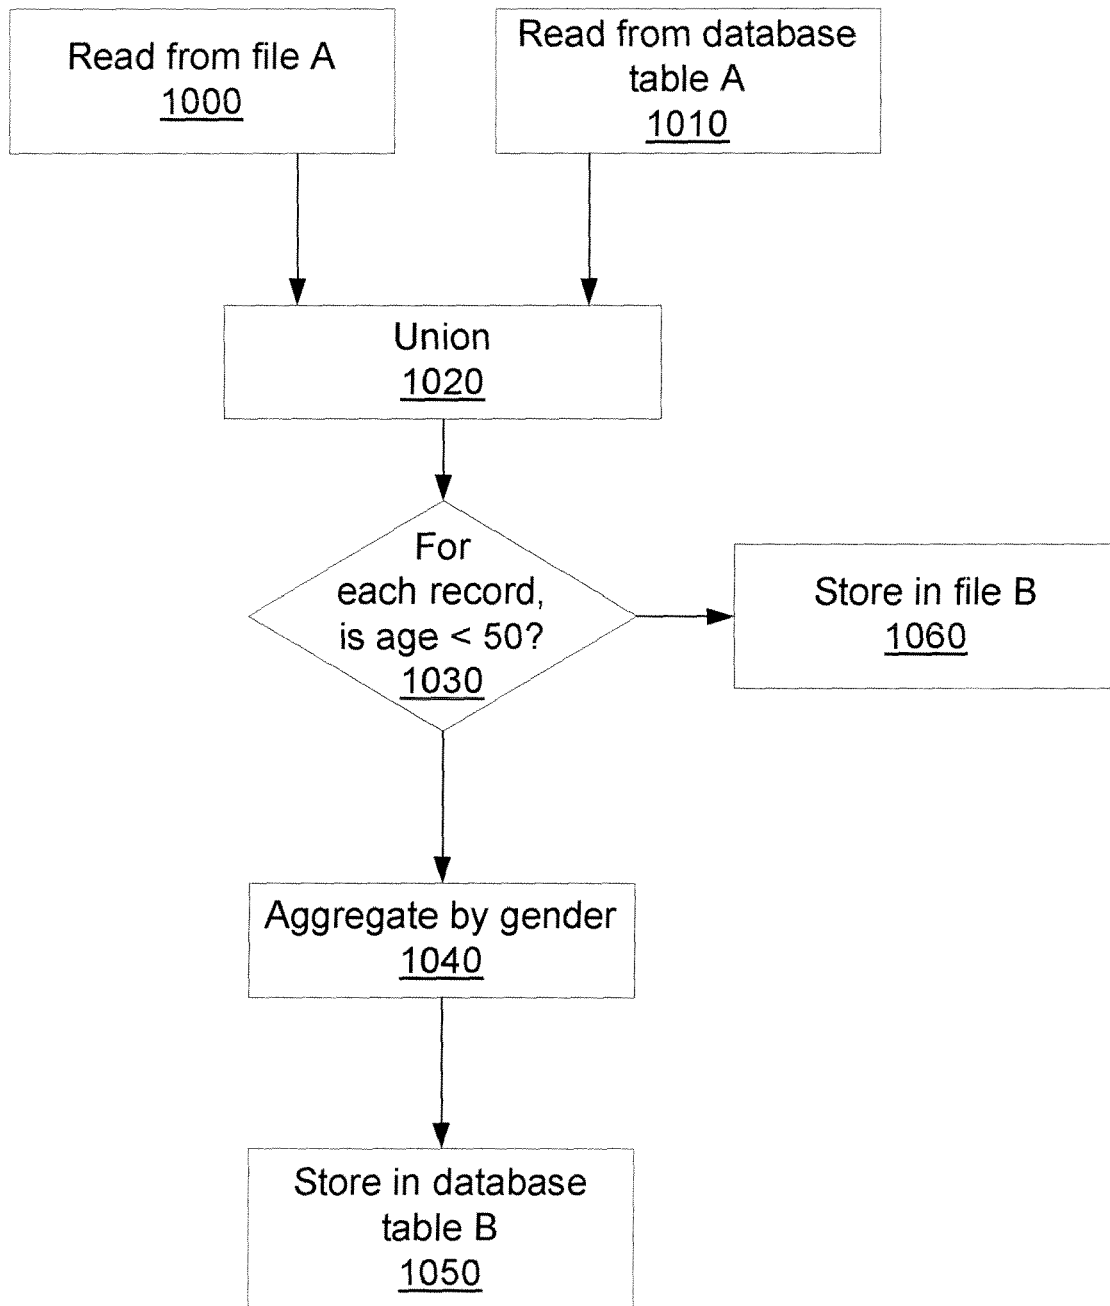 Read from file A
1000
Read from database
table A
1010
Union
1020
For
each record,
is age < 50?
1030
Store in file B
1060
Aggregate by gender
1040
Store in database
table B
1050